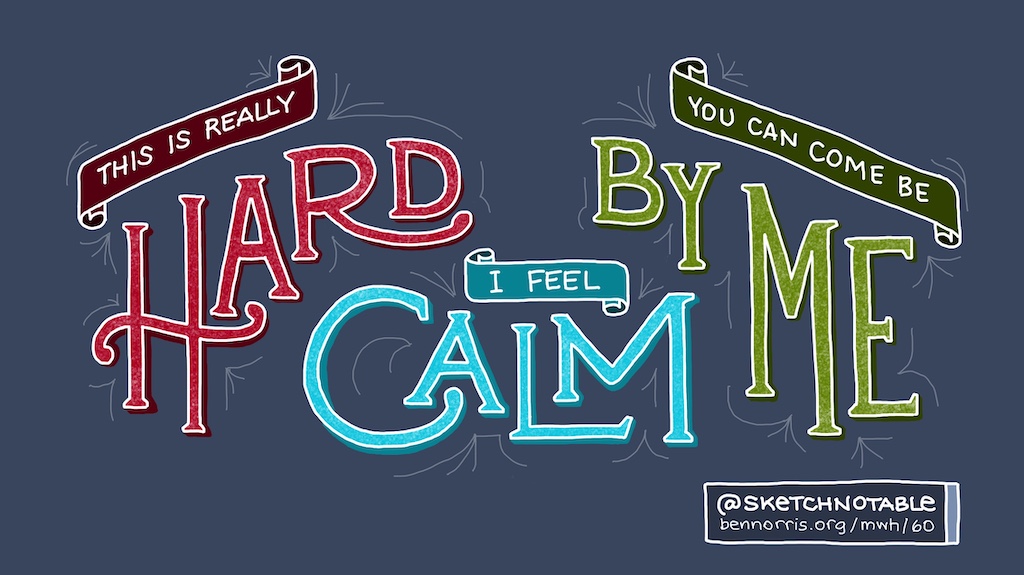 THIS IS REALLY
HARD
I FEEL
CALM
YOU CAN COME BE
BY ME
@SKETCHNOTABLE
bennorris.org/mwh/60